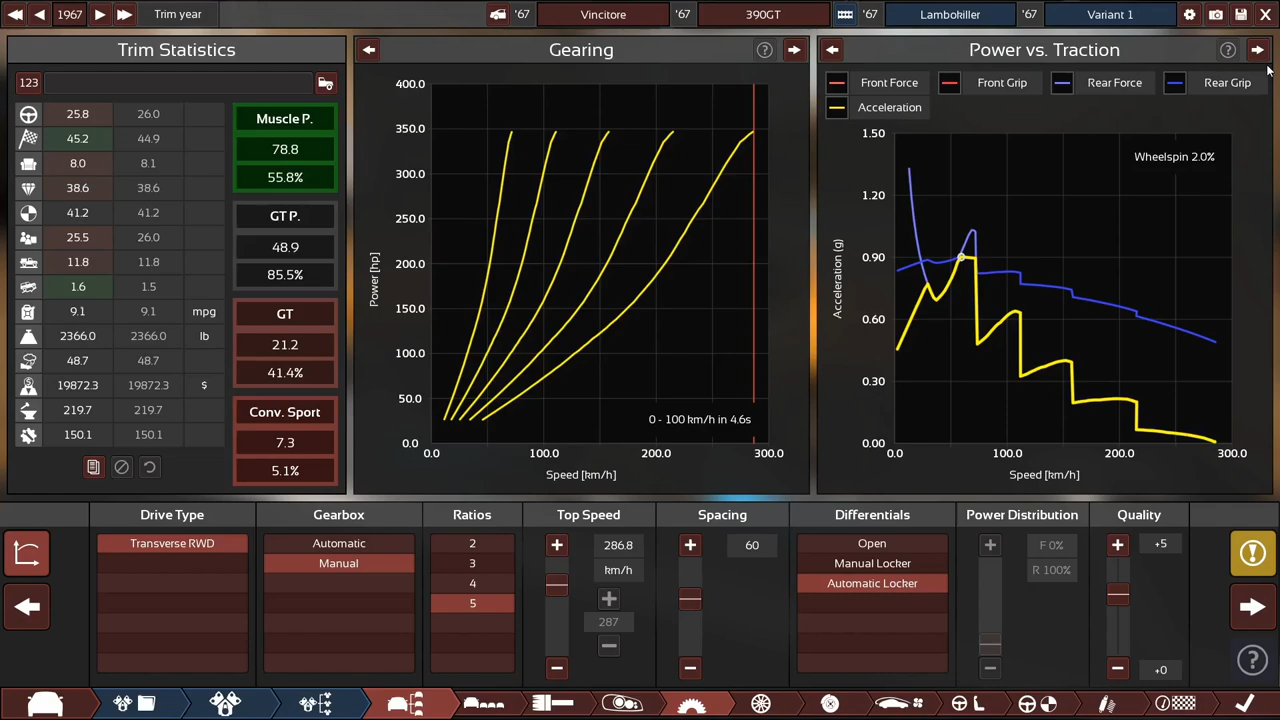 1967 Trim year '67 Vincitore '67 390GT '67 Lambokiller '67 Variant 1
Trim Statistics
123
25.8 26.0
45.2 44.9
8.0 8.1
38.6 38.6
41.2 41.2
25.5 26.0
11.8 11.8
1.6 1.5
9.1 9.1 mpg
2366.0 2366.0 lb
48.7 48.7
19872.3 19872.3 $
219.7 219.7
150.1 150.1
Muscle P.
78.8
55.8%
GT P.
48.9
85.5%
GT
21.2
41.4%
Conv. Sport
7.3
5.1%
Gearing ?
400.0
350.0
300.0
250.0
200.0
150.0
100.0
50.0
0.0
Power [hp]
0 - 100 km/h in 4.6s
0.0 100.0 200.0 300.0
Speed [km/h]
Power vs. Traction ?
Front Force Front Grip Rear Force Rear Grip
Acceleration
1.50
1.20
0.90
0.60
0.30
0.00
Acceleration (g)
Wheelspin 2.0%
0.0 100.0 200.0 300.0
Speed [km/h]
Drive Type
Transverse RWD
Gearbox
Automatic
Manual
Ratios
2
3
4
5
Top Speed
+ 286.8
km/h
+
287
−
−
Spacing
+ 60
−
Differentials
Open
Manual Locker
Automatic Locker
Power Distribution
+ F 0%
R 100%
−
Quality
+ +5
− +0
!
?